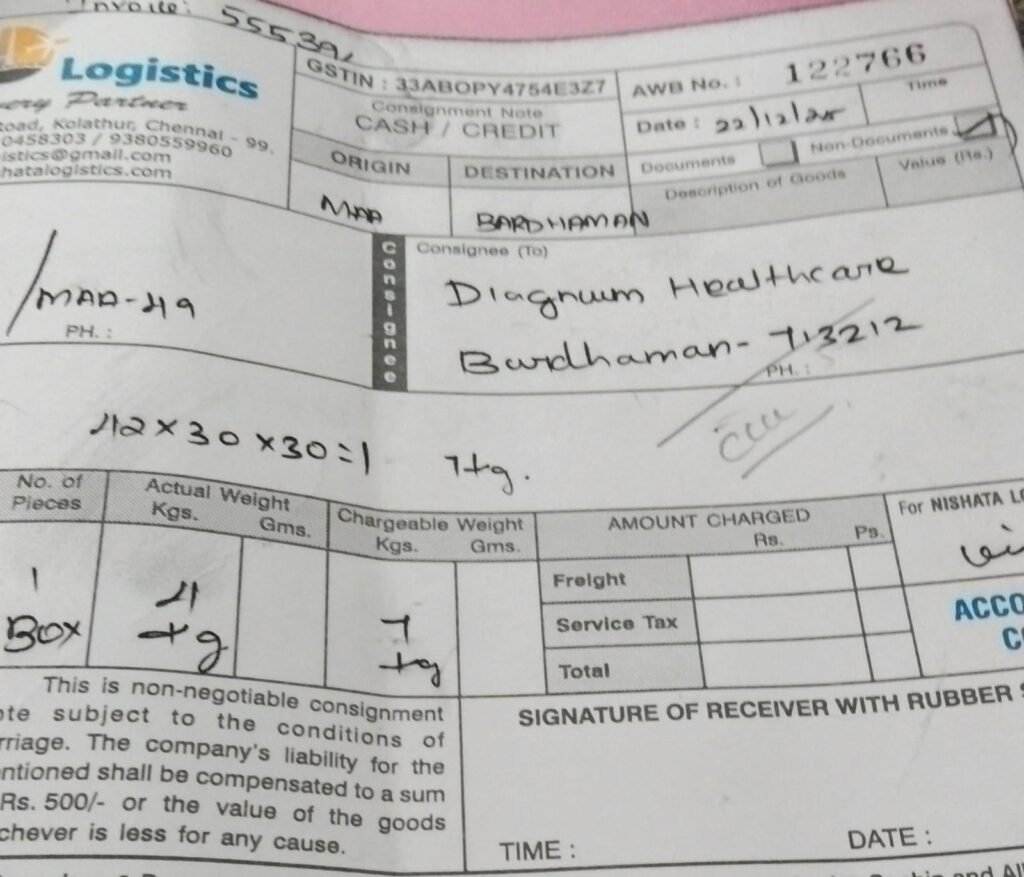 Invoice: 55539
Logistics
ery Partner
oad, Kolathur, Chennai - 99.
0458303 / 9380559960
istics@gmail.com
hatalogistics.com
GSTIN : 33ABOPY4754E3Z7
Consignment Note
CASH / CREDIT
ORIGIN DESTINATION
MAA BARDHAMAN
AWB No. : 122766
Date : 22/12/25 Time
Documents Non-Documents
Description of Goods Value (Rs.)
/MAA-49
PH. :
Consignee
Consignee (To)
Diagnum Healthcare
Bardhaman - 713212
PH. :
42 x 30 x 30 = 1 7kg.
No. of Pieces
Actual Weight
Kgs. Gms.
Chargeable Weight
Kgs. Gms.
AMOUNT CHARGED
Rs. Ps.
For NISHATA LO
1 BOX
4 kg
7 kg
Freight
Service Tax
Total
ACCO
C
This is non-negotiable consignment
ote subject to the conditions of
rriage. The company's liability for the
ntioned shall be compensated to a sum
Rs. 500/- or the value of the goods
chever is less for any cause.
SIGNATURE OF RECEIVER WITH RUBBER S
TIME : DATE :